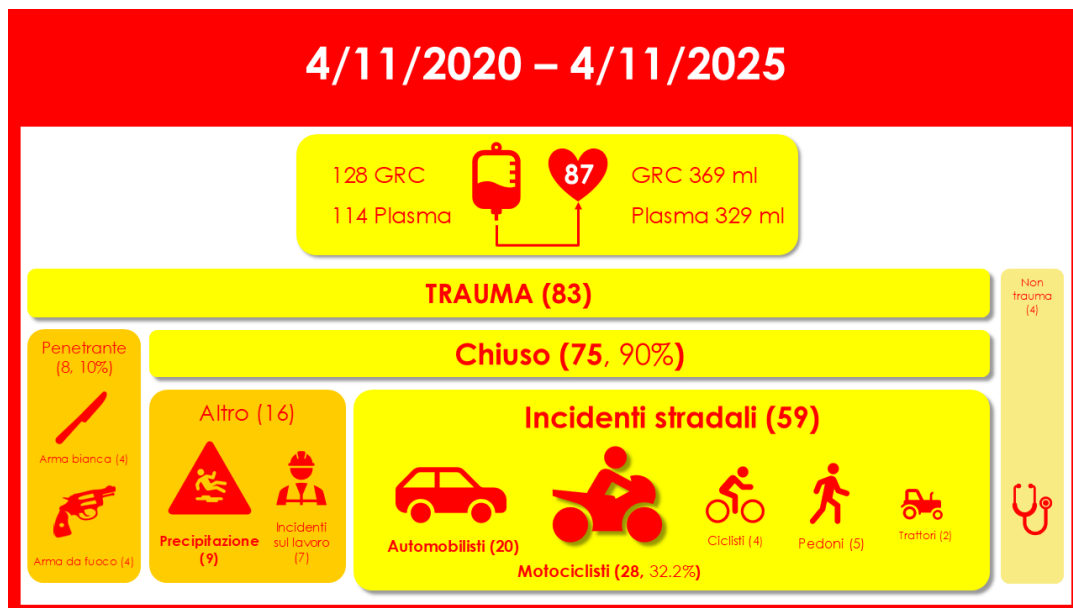 4/11/2020 – 4/11/2025
128 GRC
114 Plasma
87
GRC 369 ml
Plasma 329 ml
TRAUMA (83)
Non
trauma
(4)
Penetrante
(8, 10%)
Arma bianca (4)
Arma da fuoco (4)
Chiuso (75, 90%)
Altro (16)
Precipitazione
(9)
Incidenti
sul lavoro
(7)
Incidenti stradali (59)
Automobilisti (20)
Motociclisti (28, 32.2%)
Ciclisti (4)
Pedoni (5)
Trattori (2)